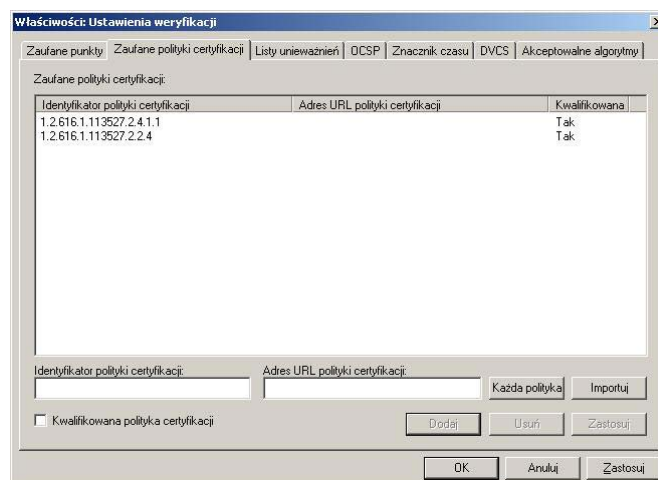 Właściwości: Ustawienia weryfikacji
Zaufane punkty Zaufane polityki certyfikacji Listy unieważnień OCSP Znacznik czasu DVCS Akceptowalne algorytmy
Zaufane polityki certyfikacji:
Identyfikator polityki certyfikacji Adres URL polityki certyfikacji Kwalifikowana
1.2.616.1.113527.2.4.1.1 Tak
1.2.616.1.113527.2.2.4 Tak
Identyfikator polityki certyfikacji: Adres URL polityki certyfikacji:
Każda polityka Importuj
Kwalifikowana polityka certyfikacji Dodaj Usuń Zastosuj
OK Anuluj Zastosuj